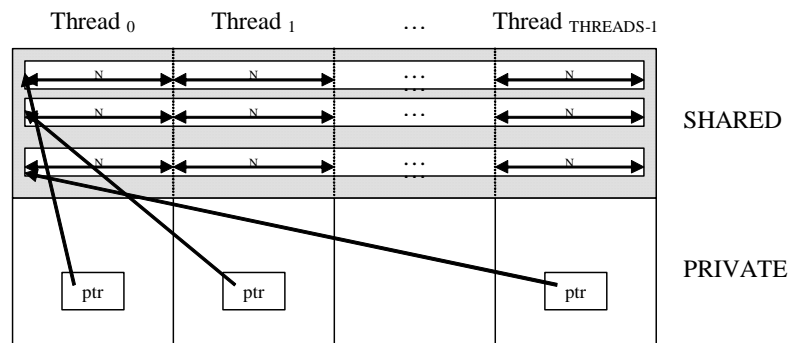 Thread 0 Thread 1 … Thread THREADS-1
N N … N
…
N N … N
SHARED
N N … N
…
PRIVATE
ptr ptr ptr